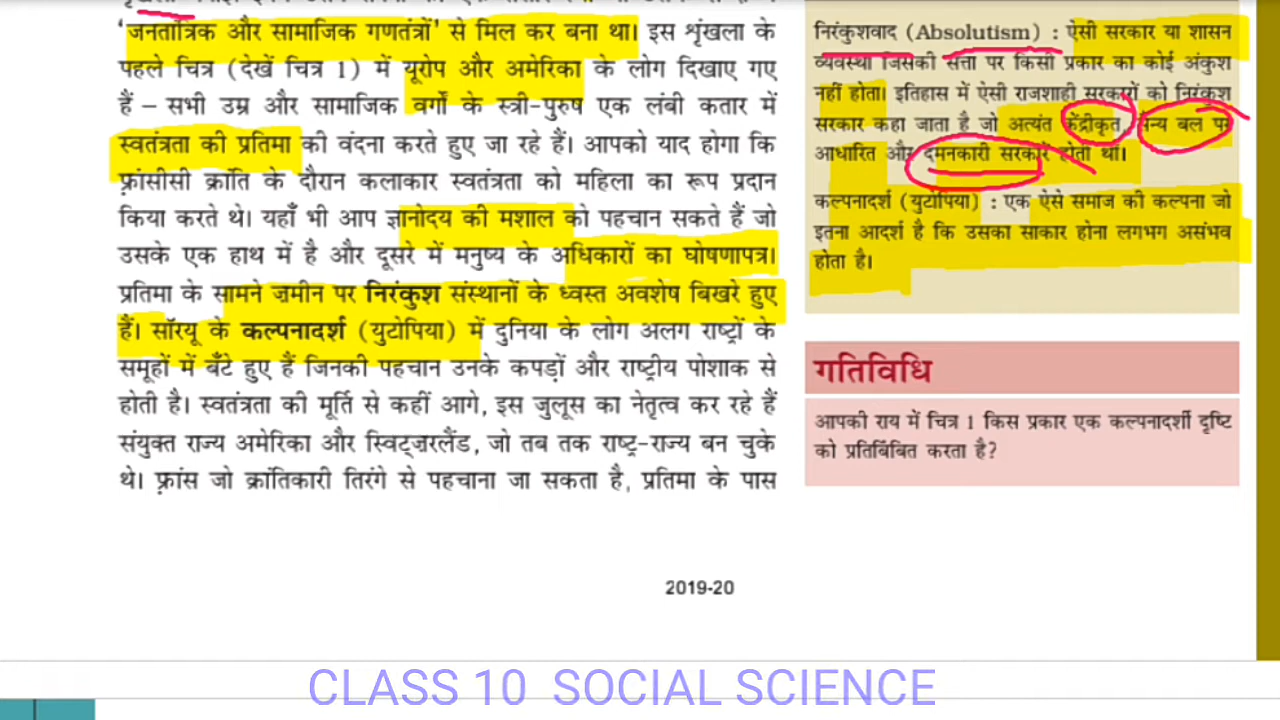 'जनतांत्रिक और सामाजिक गणतंत्रों' से मिल कर बना था। इस शृंखला के
पहले चित्र (देखें चित्र 1) में यूरोप और अमेरिका के लोग दिखाए गए
हैं – सभी उम्र और सामाजिक वर्गों के स्त्री-पुरुष एक लंबी कतार में
स्वतंत्रता की प्रतिमा की वंदना करते हुए जा रहे हैं। आपको याद होगा कि
फ़्रांसीसी क्रांति के दौरान कलाकार स्वतंत्रता को महिला का रूप प्रदान
किया करते थे। यहाँ भी आप ज्ञानोदय की मशाल को पहचान सकते हैं जो
उसके एक हाथ में है और दूसरे में मनुष्य के अधिकारों का घोषणापत्र।
प्रतिमा के सामने ज़मीन पर निरंकुश संस्थानों के ध्वस्त अवशेष बिखरे हुए
हैं। सॉरयू के कल्पनादर्श (युटोपिया) में दुनिया के लोग अलग राष्ट्रों के
समूहों में बँटे हुए हैं जिनकी पहचान उनके कपड़ों और राष्ट्रीय पोशाक से
होती है। स्वतंत्रता की मूर्ति से कहीं आगे, इस जुलूस का नेतृत्व कर रहे हैं
संयुक्त राज्य अमेरिका और स्विट्ज़रलैंड, जो तब तक राष्ट्र-राज्य बन चुके
थे। फ़्रांस जो क्रांतिकारी तिरंगे से पहचाना जा सकता है, प्रतिमा के पास
निरंकुशवाद (Absolutism) : ऐसी सरकार या शासन
व्यवस्था जिसकी सत्ता पर किसी प्रकार का कोई अंकुश
नहीं होता। इतिहास में ऐसी राजशाही सरकारों को निरंकुश
सरकार कहा जाता है जो अत्यंत केंद्रीकृत, सैन्य बल पर
आधारित और दमनकारी सरकारें होती थीं।
कल्पनादर्श (युटोपिया) : एक ऐसे समाज की कल्पना जो
इतना आदर्श है कि उसका साकार होना लगभग असंभव
होता है।
गतिविधि
आपकी राय में चित्र 1 किस प्रकार एक कल्पनादर्शी दृष्टि
को प्रतिबिंबित करता है?
2019-20
CLASS 10 SOCIAL SCIENCE